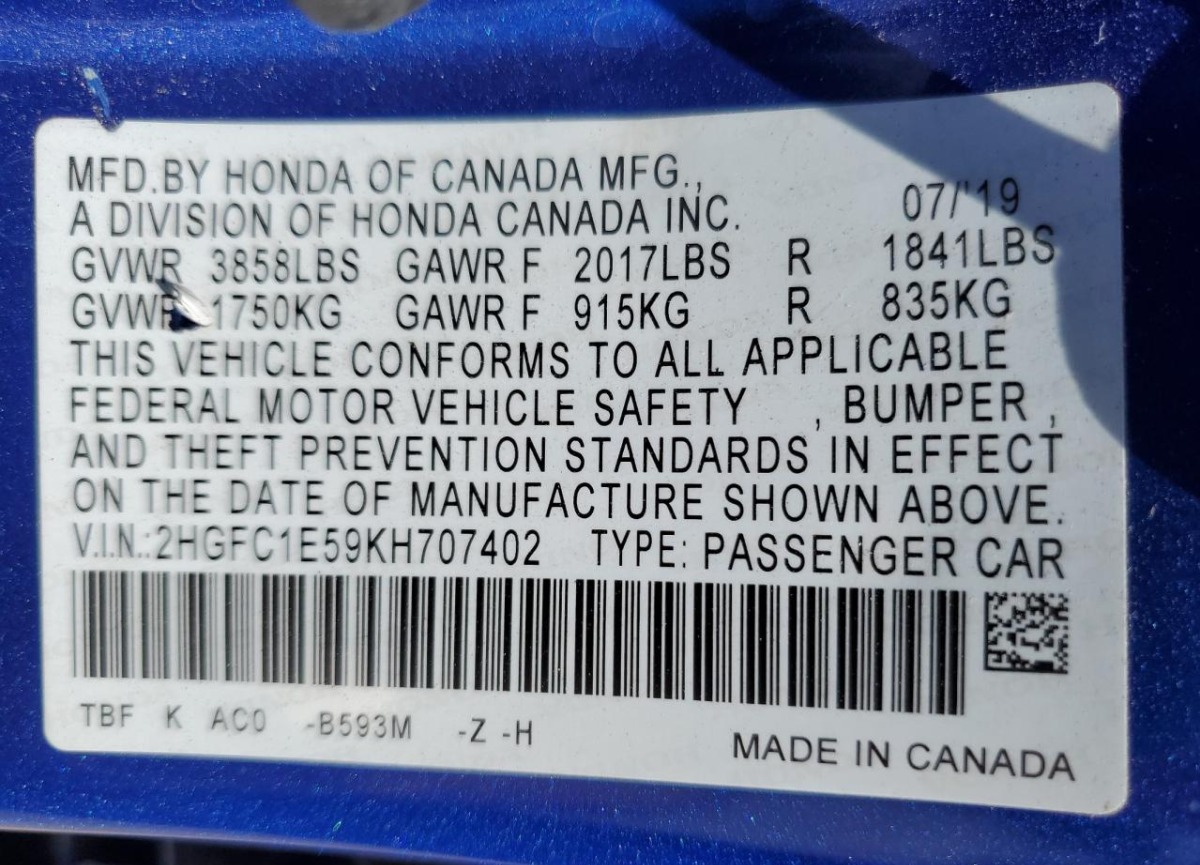 MFD.BY HONDA OF CANADA MFG.,
A DIVISION OF HONDA CANADA INC. 07/'19
GVWR 3858LBS GAWR F 2017LBS R 1841LBS
GVWR 1750KG GAWR F 915KG R 835KG
THIS VEHICLE CONFORMS TO ALL APPLICABLE
FEDERAL MOTOR VEHICLE SAFETY , BUMPER ,
AND THEFT PREVENTION STANDARDS IN EFFECT
ON THE DATE OF MANUFACTURE SHOWN ABOVE.
V.I.N.:2HGFC1E59KH707402 TYPE: PASSENGER CAR
TBF K AC0 -B593M -Z -H
MADE IN CANADA